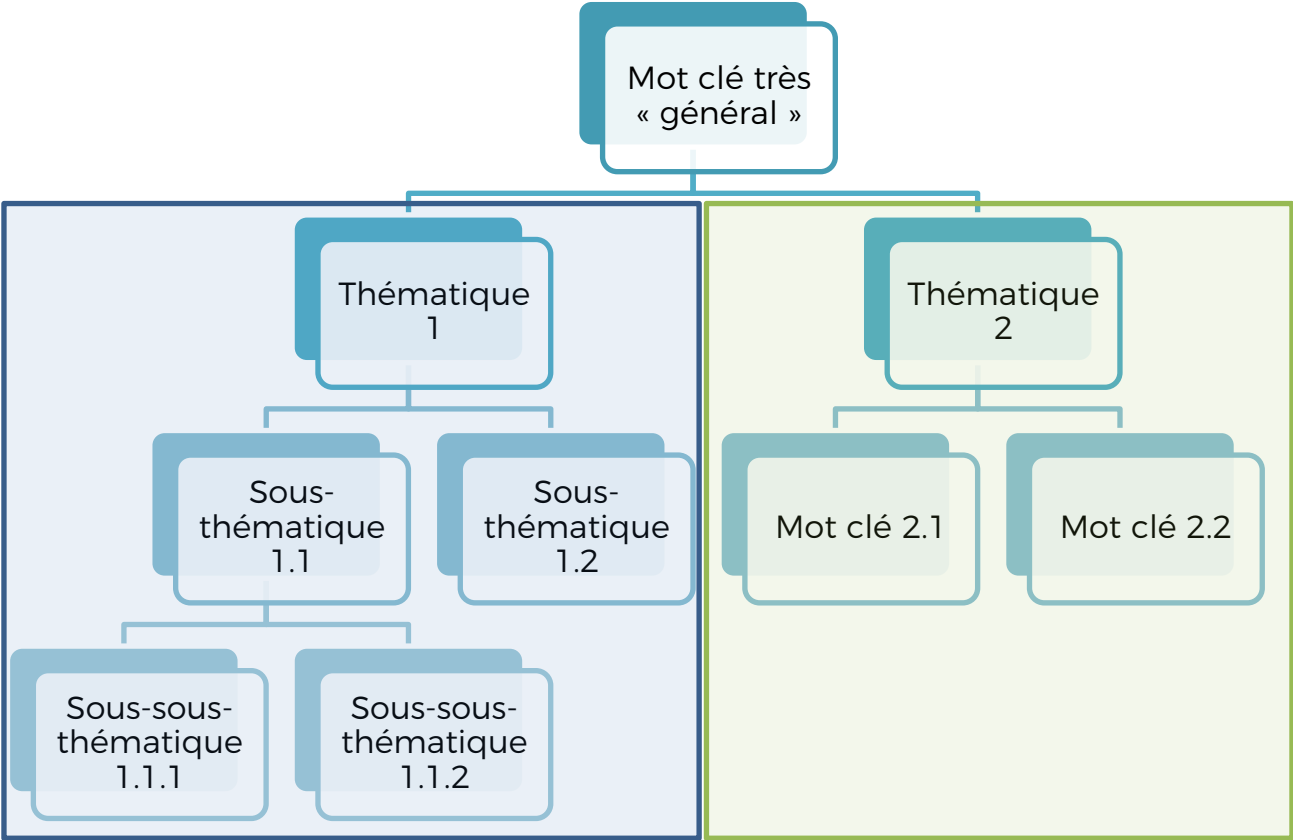 Mot clé très
« général »
Thématique
1
Thématique
2
Sous-
thématique
1.1
Sous-
thématique
1.2
Mot clé 2.1
Mot clé 2.2
Sous-sous-
thématique
1.1.1
Sous-sous-
thématique
1.1.2